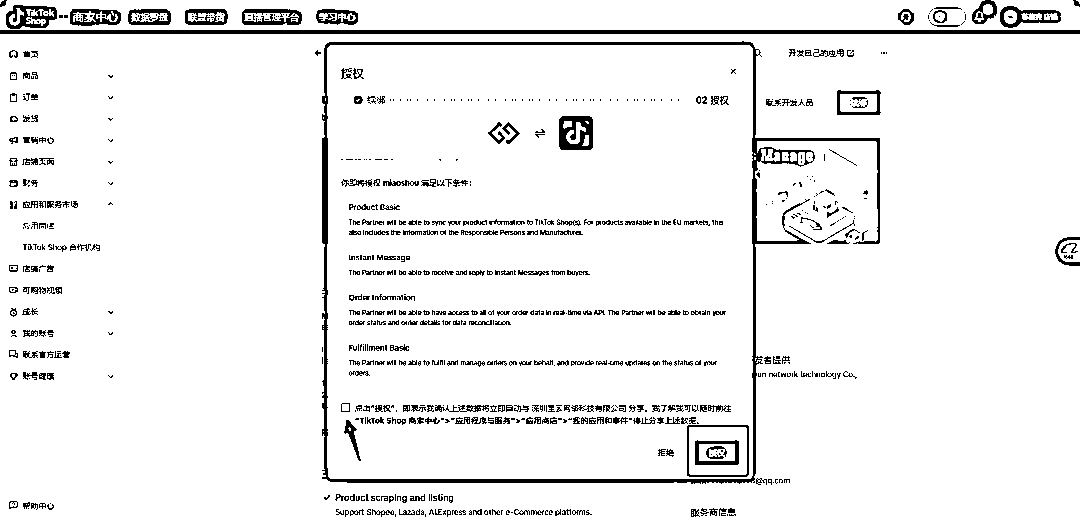 TikTok Shop
商家中心
数据罗盘
联盟带货
直播管理平台
学习中心
首页
商品
订单
发货
营销中心
店铺页面
财务
应用和服务市场
应用商店
TikTok Shop 合作机构
店铺广告
可购物视频
成长
我的账号
联系官方运营
账号健康
帮助中心
开发自己的应用
联系开发人员
Manage
授权
02 授权
你即将授权 miaoshou 满足以下条件:
Product Basic
The Partner will be able to sync your product information to TikTok Shop(s). For products available in the EU markets, this
also includes the information of the Responsible Persons and Manufactures.
Instant Message
The Partner will be able to receive and reply to Instant Messages from buyers.
Order Information
The Partner will be able to have access to all of your order data in real-time via API. The Partner will be able to obtain your
order status and order details for data reconciliation.
Fulfillment Basic
The Partner will be able to fulfil and manage orders on your behalf, and provide real-time updates on the status of your
orders.
点击"授权", 即表示我确认上述数据将立即自动与 深圳 云网络科技有限公司 分享。我了解我可以随时前往
"TikTok Shop 商家中心">"应用程序与服务">"应用商店">"我的应用和事件"停止分享上述数据。
拒绝
发者提供
network technology Co.,
@qq.com
服务商信息
Product scraping and listing
Support Shopee, Lazada, AliExpress and other e-Commerce platforms.